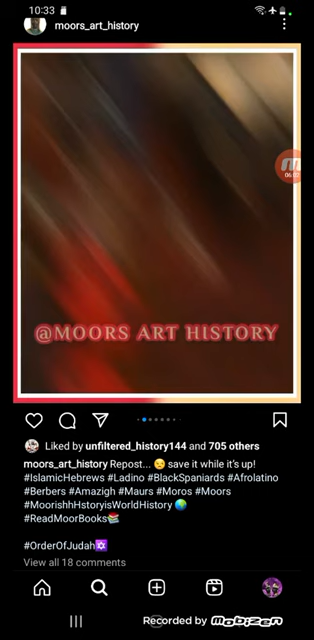 10:33
moors_art_history
06:02
@MOORS ART HISTORY
Liked by unfiltered_history144 and 705 others
moors_art_history Repost... 😒 save it while it's up!
#IslamicHebrews #Ladino #BlackSpaniards #Afrolatino
#Berbers #Amazigh #Maurs #Moros #Moors
#MoorishhHstoryisWorldHistory 🌍
#ReadMoorBooks📚
#OrderOfJudah🔯
View all 18 comments
Recorded by mobizen